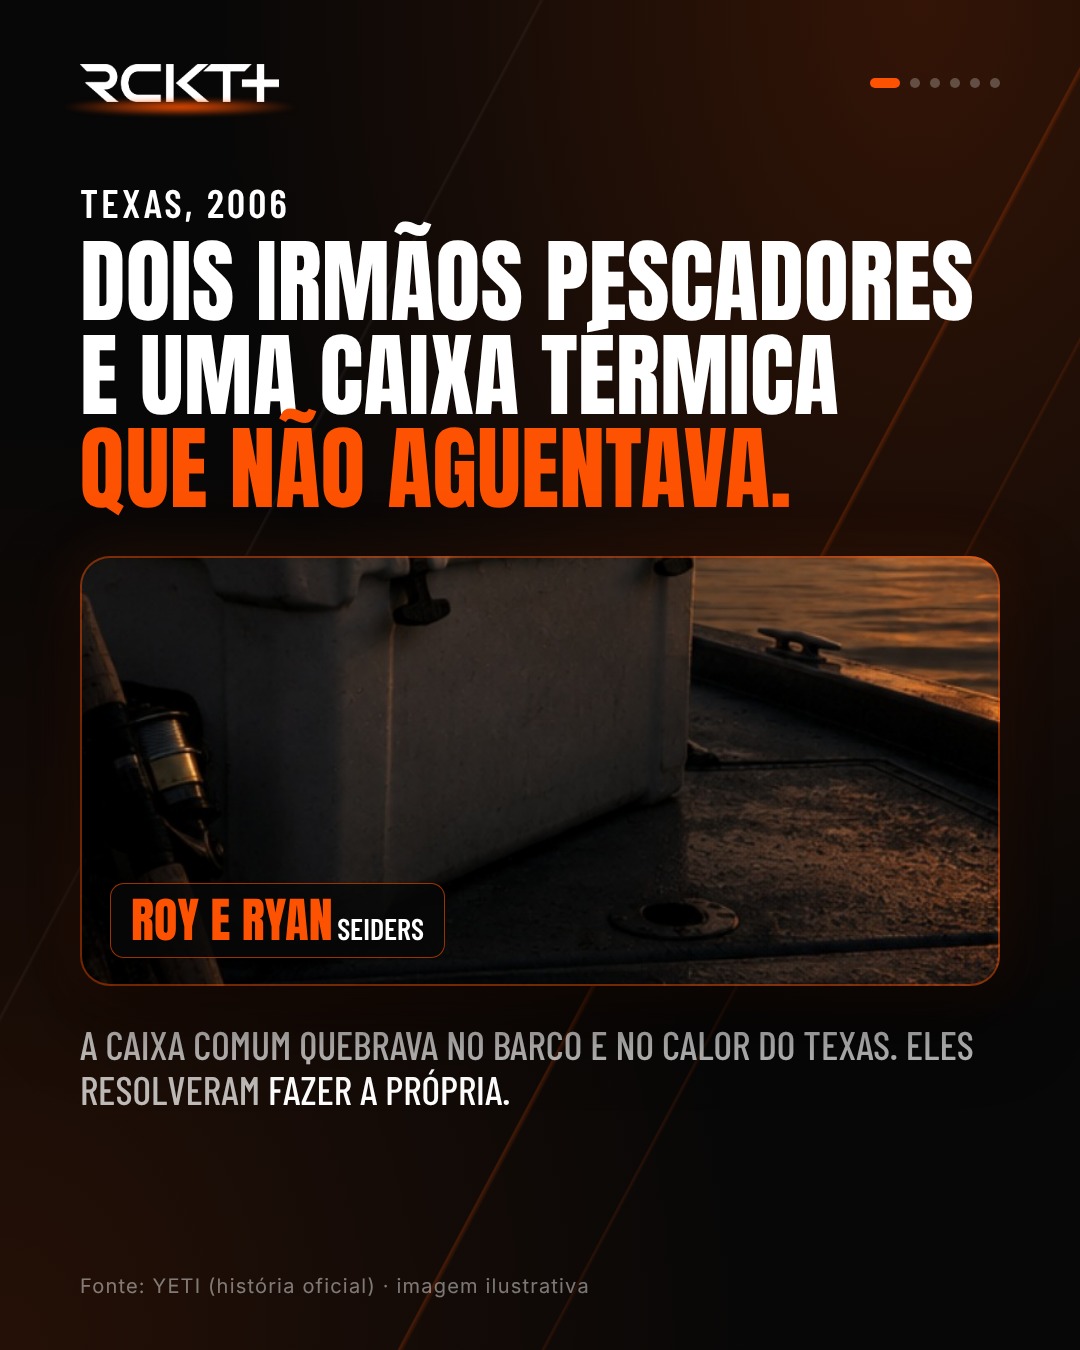 RCKT+
TEXAS, 2006
DOIS IRMÃOS PESCADORES
E UMA CAIXA TÉRMICA
QUE NÃO AGUENTAVA.
ROY E RYAN SEIDERS
A CAIXA COMUM QUEBRAVA NO BARCO E NO CALOR DO TEXAS. ELES
RESOLVERAM FAZER A PRÓPRIA.
Fonte: YETI (história oficial) · imagem ilustrativa